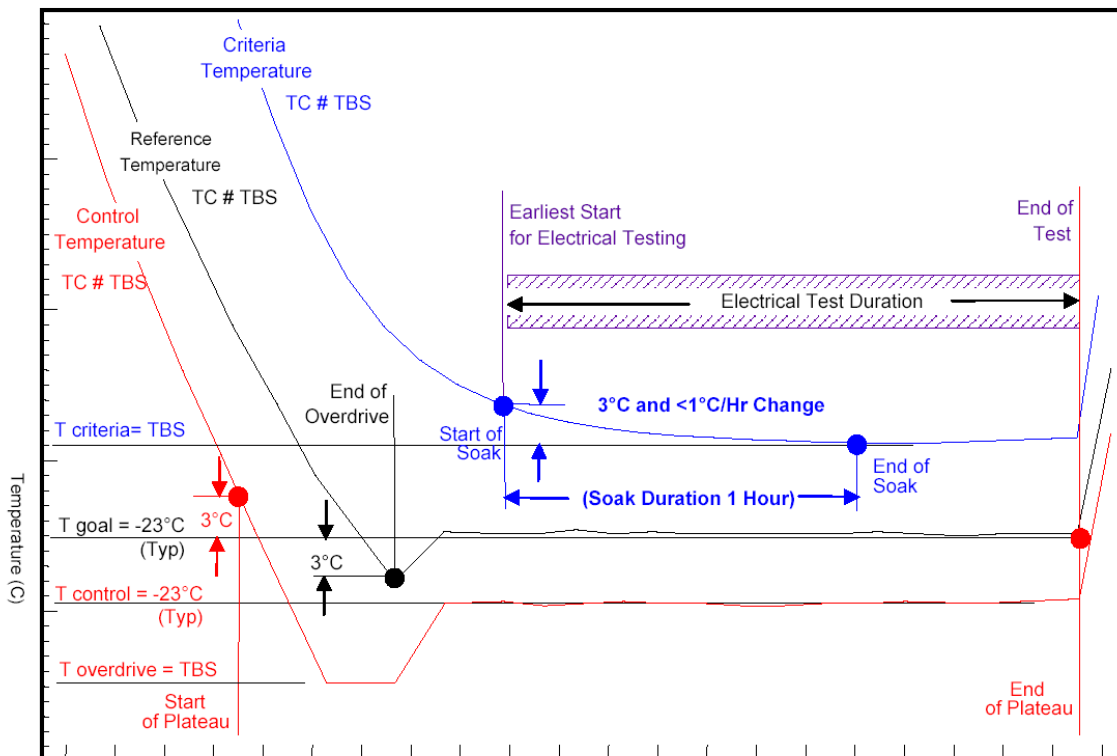 Criteria
Temperature
TC # TBS
Reference
Temperature
TC # TBS
Control
Temperature
TC # TBS
Earliest Start
for Electrical Testing
End of
Test
Electrical Test Duration
End of
Overdrive
3°C and <1°C/Hr Change
T criteria= TBS
Start of
Soak
End of
Soak
(Soak Duration 1 Hour)
3°C
T goal = -23°C
(Typ)
3°C
T control = -23°C
(Typ)
T overdrive = TBS
Start
of Plateau
End
of Plateau
Temperature (C)